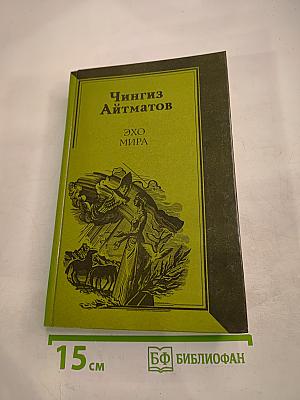 Чингиз
Айтматов
ЭХО
МИРА
15 см
БФ БИБЛИОФАН